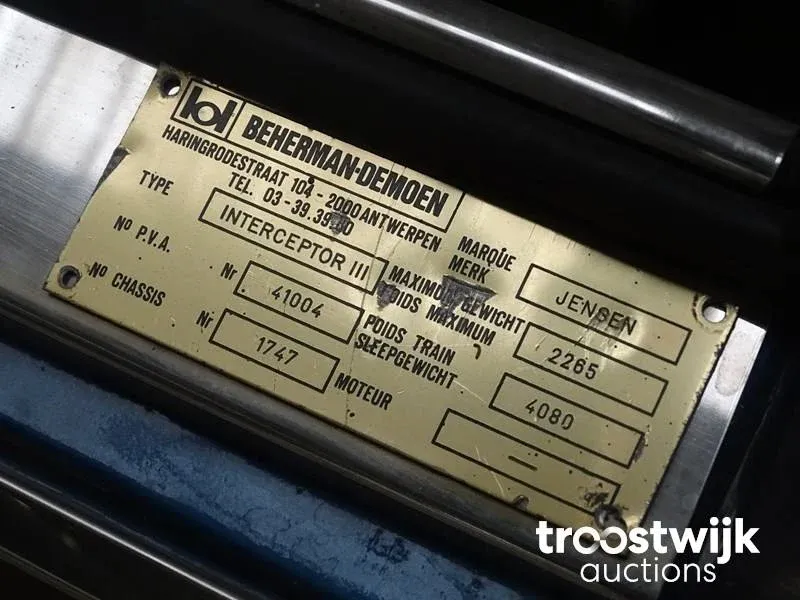 bd BEHERMAN-DEMOEN
HARINGRODESTRAAT 104 - 2000 ANTWERPEN
TEL. 03-39.39
TYPE INTERCEPTOR III
MARQUE
MERK JENSEN
No P.V.A. Nr 41004
MAXIMUM GEWICHT
POIDS MAXIMUM 2265
No CHASSIS Nr 1747
POIDS TRAIN
SLEEPGEWICHT 4080
MOTEUR —
troostwijk
auctions